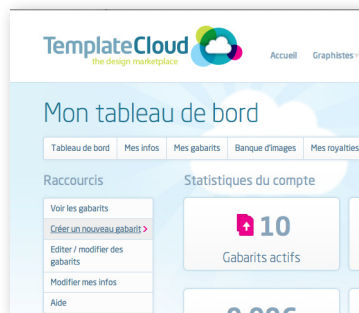 TemplateCloud
the design marketplace
Accueil Graphistes
Mon tableau de bord
Tableau de bord Mes infos Mes gabarits Banque d'images Mes royalties
Raccourcis
Statistiques du compte
Voir les gabarits
Créer un nouveau gabarit >
Editer / modifier des
gabarits
Modifier mes infos
Aide
10
Gabarits actifs